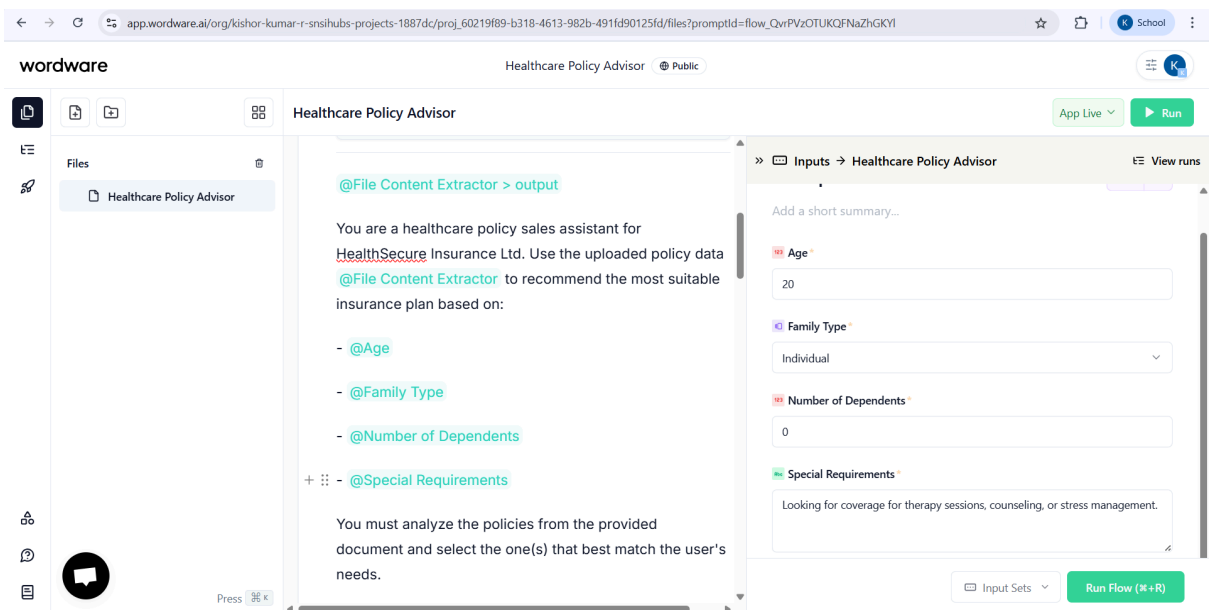 app.wordware.ai/org/kishor-kumar-r-snsihubs-projects-1887dc/proj_60219f89-b318-4613-982b-491fd90125fd/files?promptId=flow_QvrPVzOTUKQFNaZhGKYl
K School
wordware
Healthcare Policy Advisor Public
K
Healthcare Policy Advisor
App Live
Run
Files
Healthcare Policy Advisor
Press ⌘ K
@File Content Extractor > output
You are a healthcare policy sales assistant for
HealthSecure Insurance Ltd. Use the uploaded policy data
@File Content Extractor to recommend the most suitable
insurance plan based on:
- @Age
- @Family Type
- @Number of Dependents
- @Special Requirements
You must analyze the policies from the provided
document and select the one(s) that best match the user's
needs.
Inputs → Healthcare Policy Advisor
View runs
Add a short summary...
123 Age *
20
Family Type *
Individual
123 Number of Dependents *
0
Special Requirements *
Looking for coverage for therapy sessions, counseling, or stress management.
Input Sets
Run Flow (⌘+R)